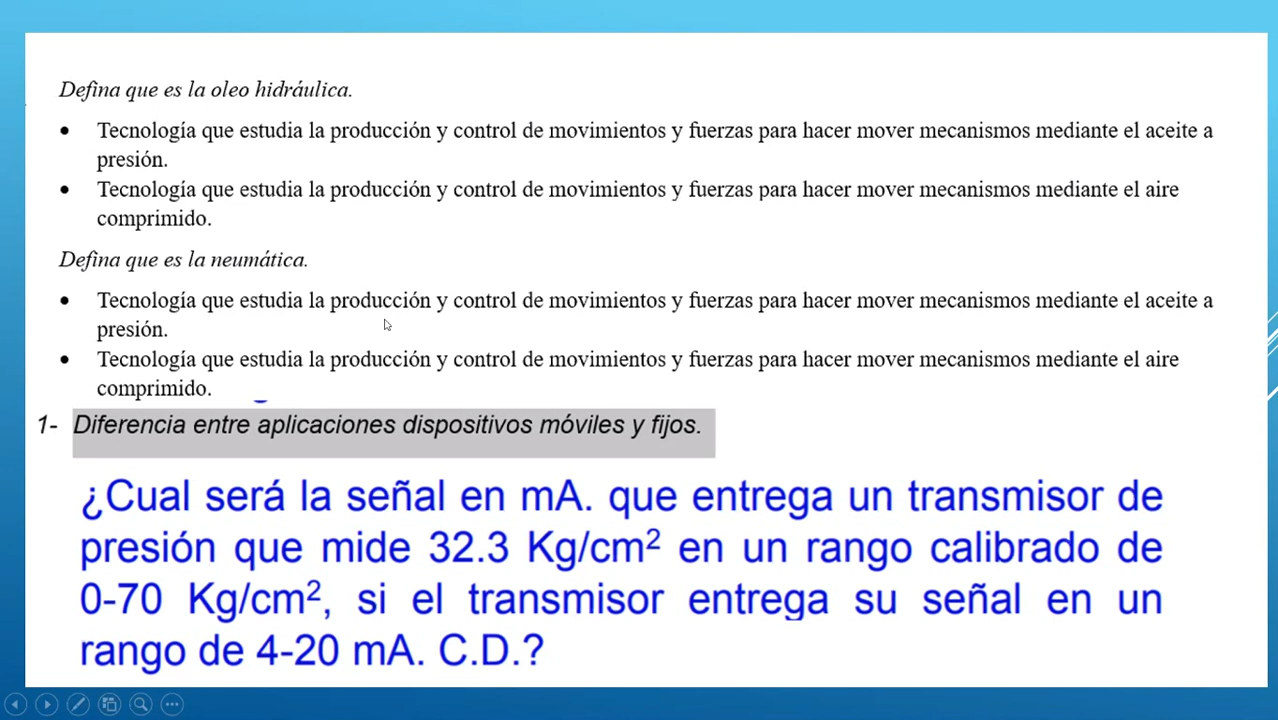 Defina que es la oleo hidráulica.
• Tecnología que estudia la producción y control de movimientos y fuerzas para hacer mover mecanismos mediante el aceite a
presión.
• Tecnología que estudia la producción y control de movimientos y fuerzas para hacer mover mecanismos mediante el aire
comprimido.
Defina que es la neumática.
• Tecnología que estudia la producción y control de movimientos y fuerzas para hacer mover mecanismos mediante el aceite a
presión.
• Tecnología que estudia la producción y control de movimientos y fuerzas para hacer mover mecanismos mediante el aire
comprimido.
1- Diferencia entre aplicaciones dispositivos móviles y fijos.
¿Cual será la señal en mA. que entrega un transmisor de
presión que mide 32.3 Kg/cm² en un rango calibrado de
0-70 Kg/cm², si el transmisor entrega su señal en un
rango de 4-20 mA. C.D.?